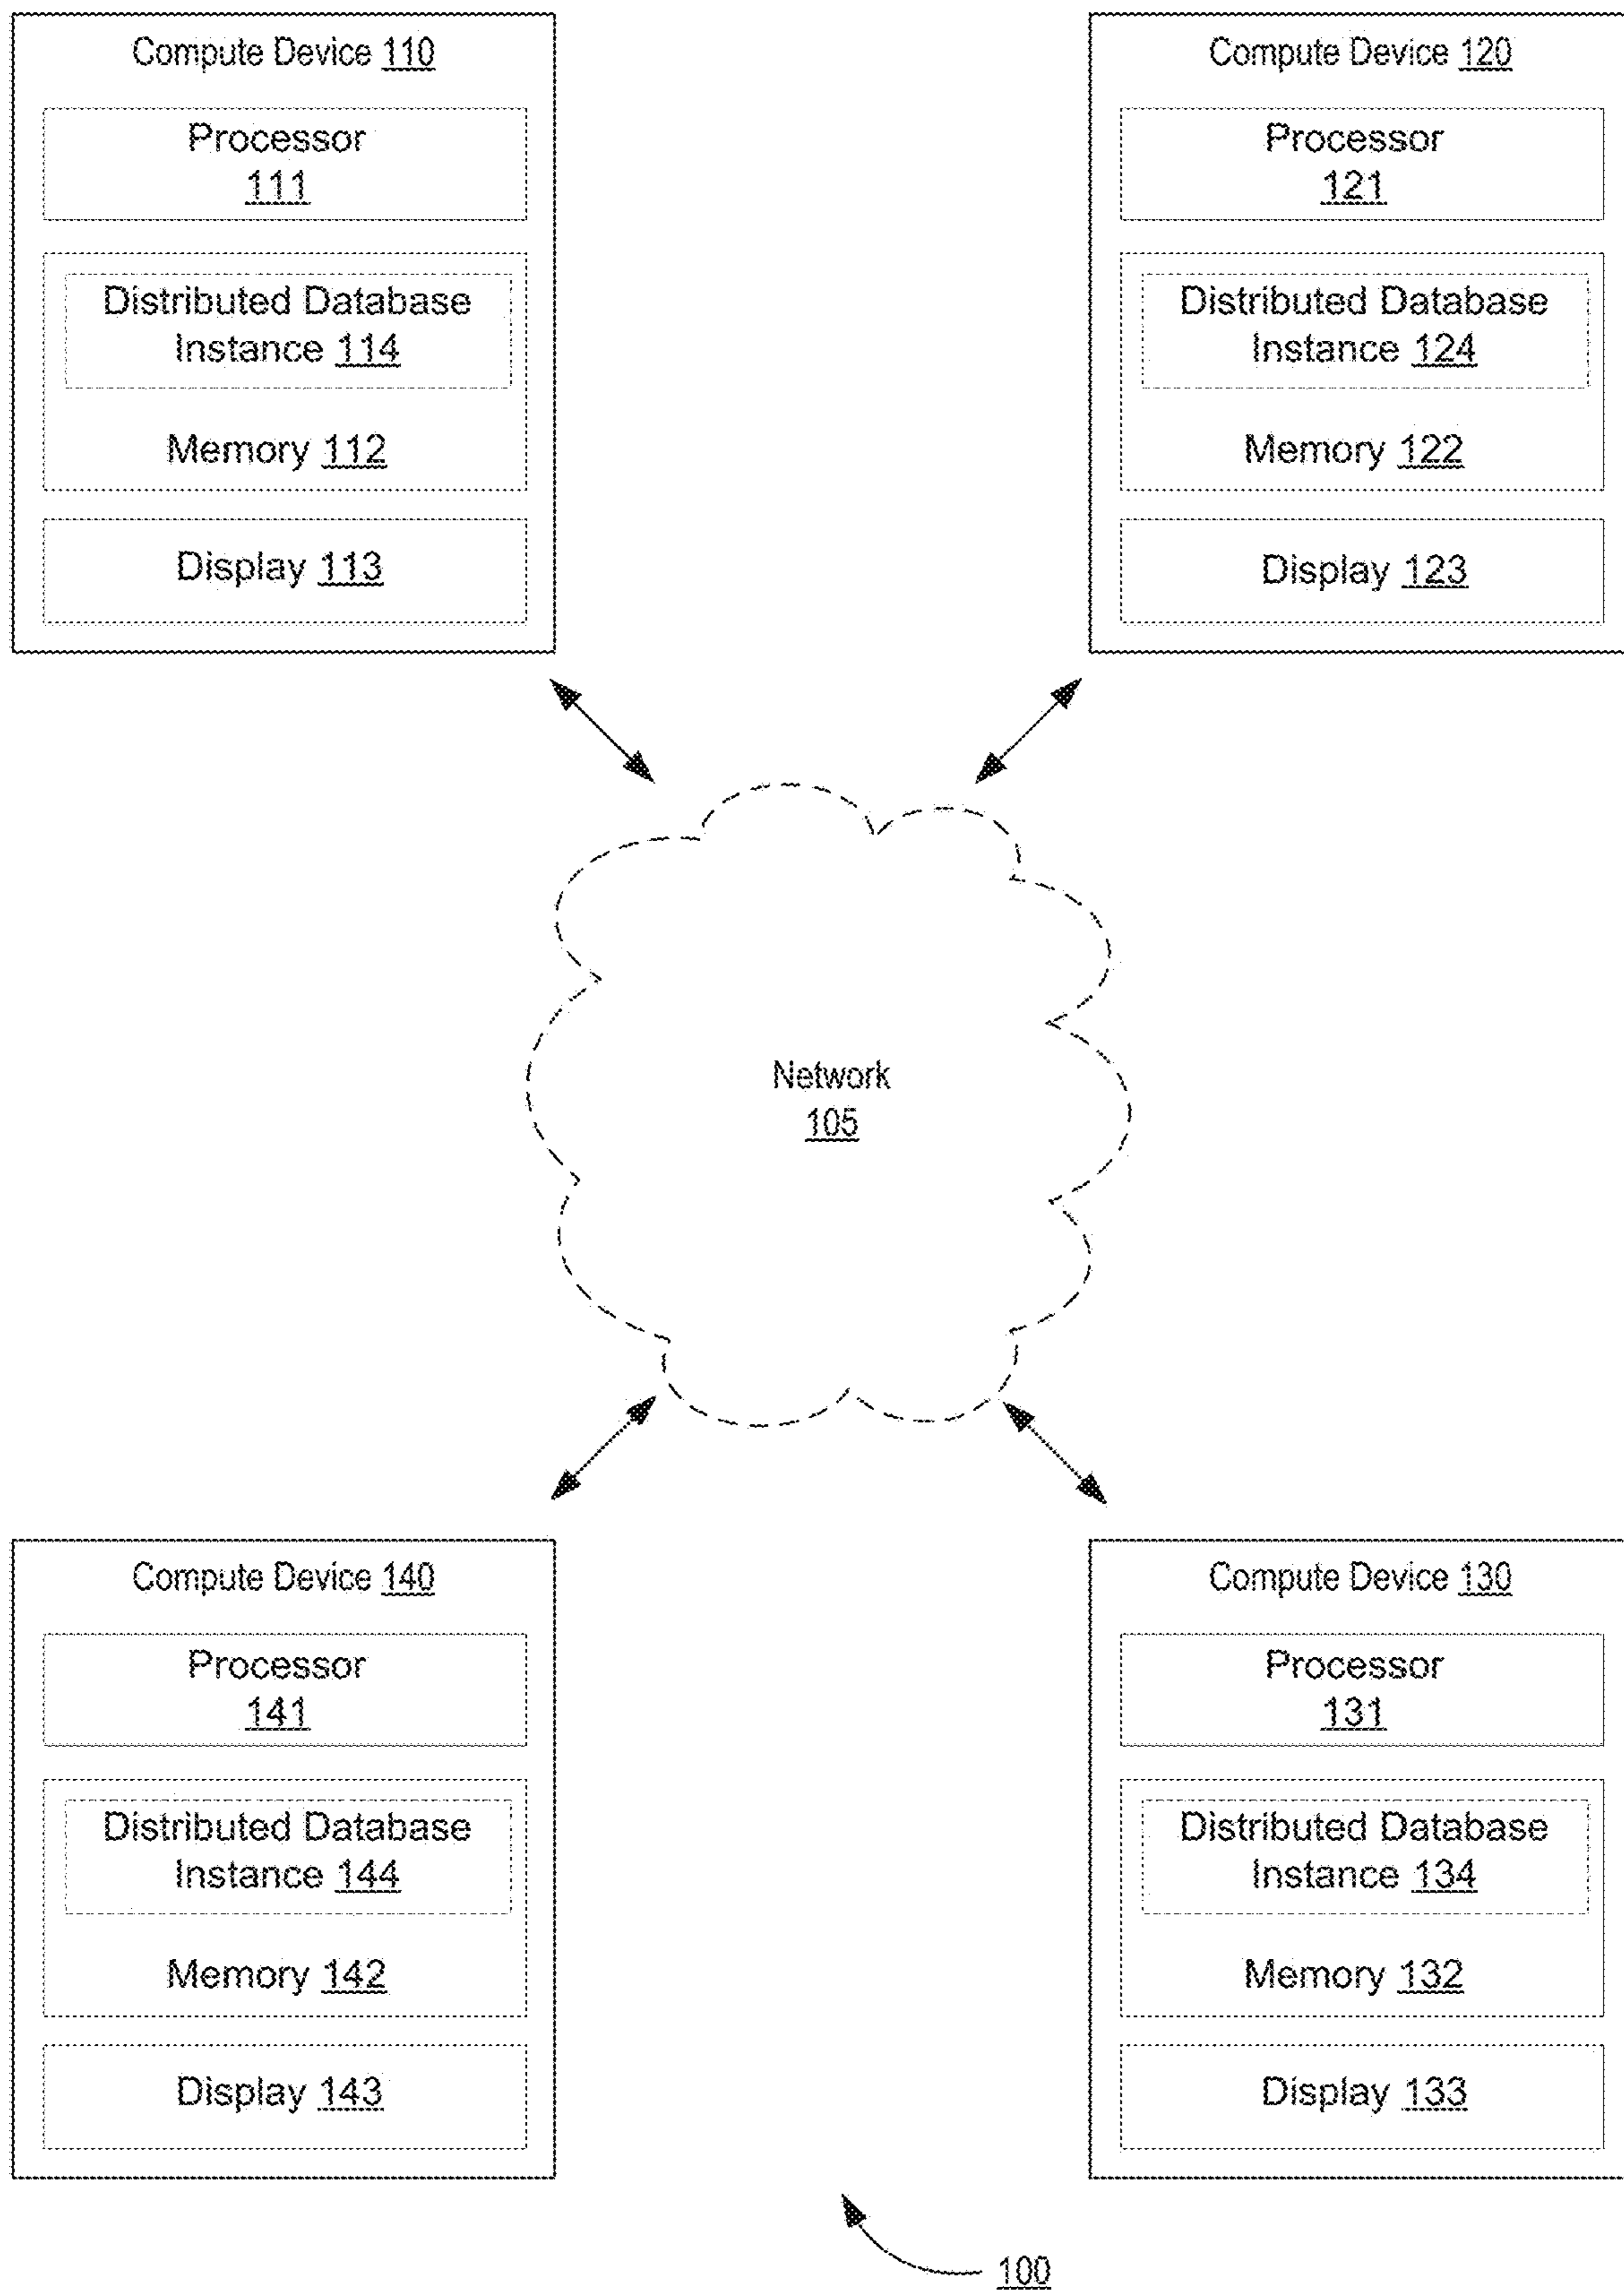 Compute Device 110
Processor
111
Distributed Database
Instance 114
Memory 112
Display 113
Compute Device 120
Processor
121
Distributed Database
Instance 124
Memory 122
Display 123
Network
105
Compute Device 140
Processor
141
Distributed Database
Instance 144
Memory 142
Display 143
Compute Device 130
Processor
131
Distributed Database
Instance 134
Memory 132
Display 133
100